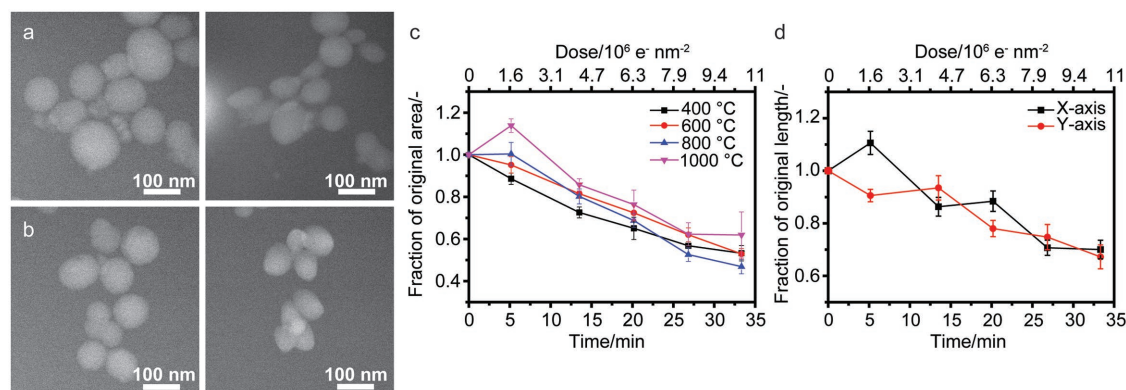 a
100 nm
100 nm
b
100 nm
100 nm
c
Dose/10⁶ e⁻ nm⁻²
0 1.6 3.1 4.7 6.3 7.9 9.4 11
Fraction of original area/-
1.2
1.0
0.8
0.6
0.4
400 °C
600 °C
800 °C
1000 °C
0 5 10 15 20 25 30 35
Time/min
d
Dose/10⁶ e⁻ nm⁻²
0 1.6 3.1 4.7 6.3 7.9 9.4 11
Fraction of original length/-
1.2
1.0
0.8
0.6
X-axis
Y-axis
0 5 10 15 20 25 30 35
Time/min